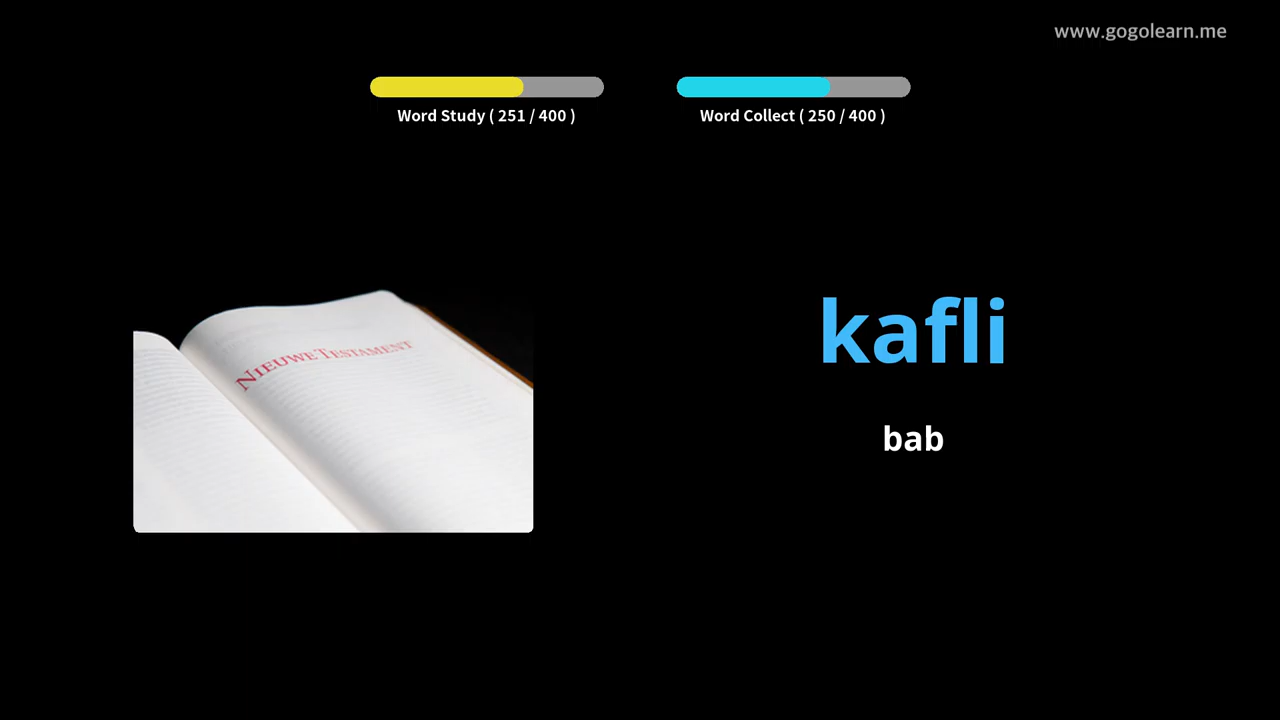 www.gogolearn.me
Word Study ( 251 / 400 )
Word Collect ( 250 / 400 )
NIEUWE TESTAMENT
kafli
bab